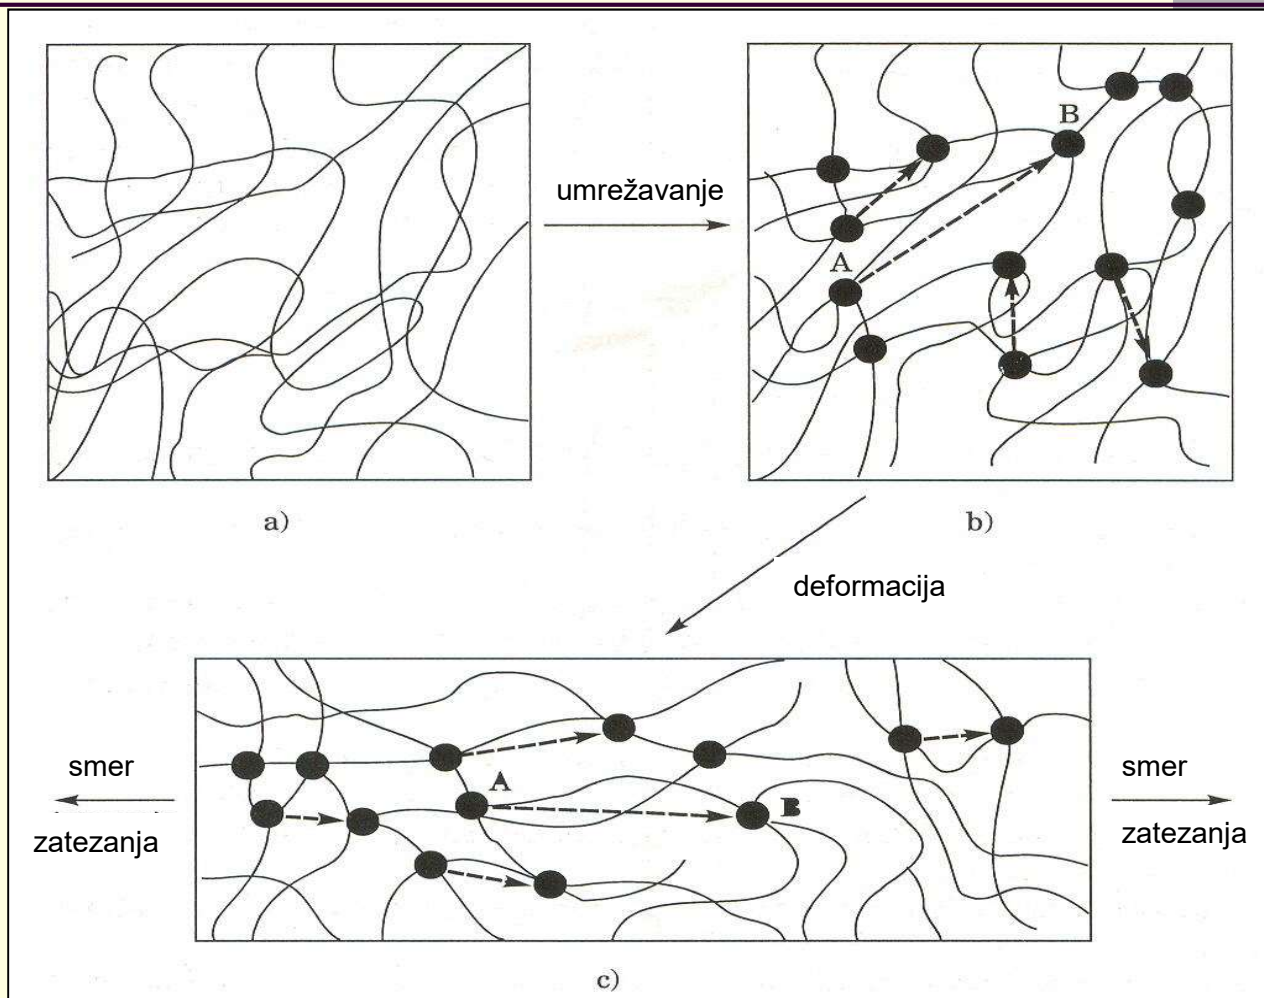 B
umrežavanje
A
a)
b)
deformacija
smer
zatezanja
A
B
smer
zatezanja
c)